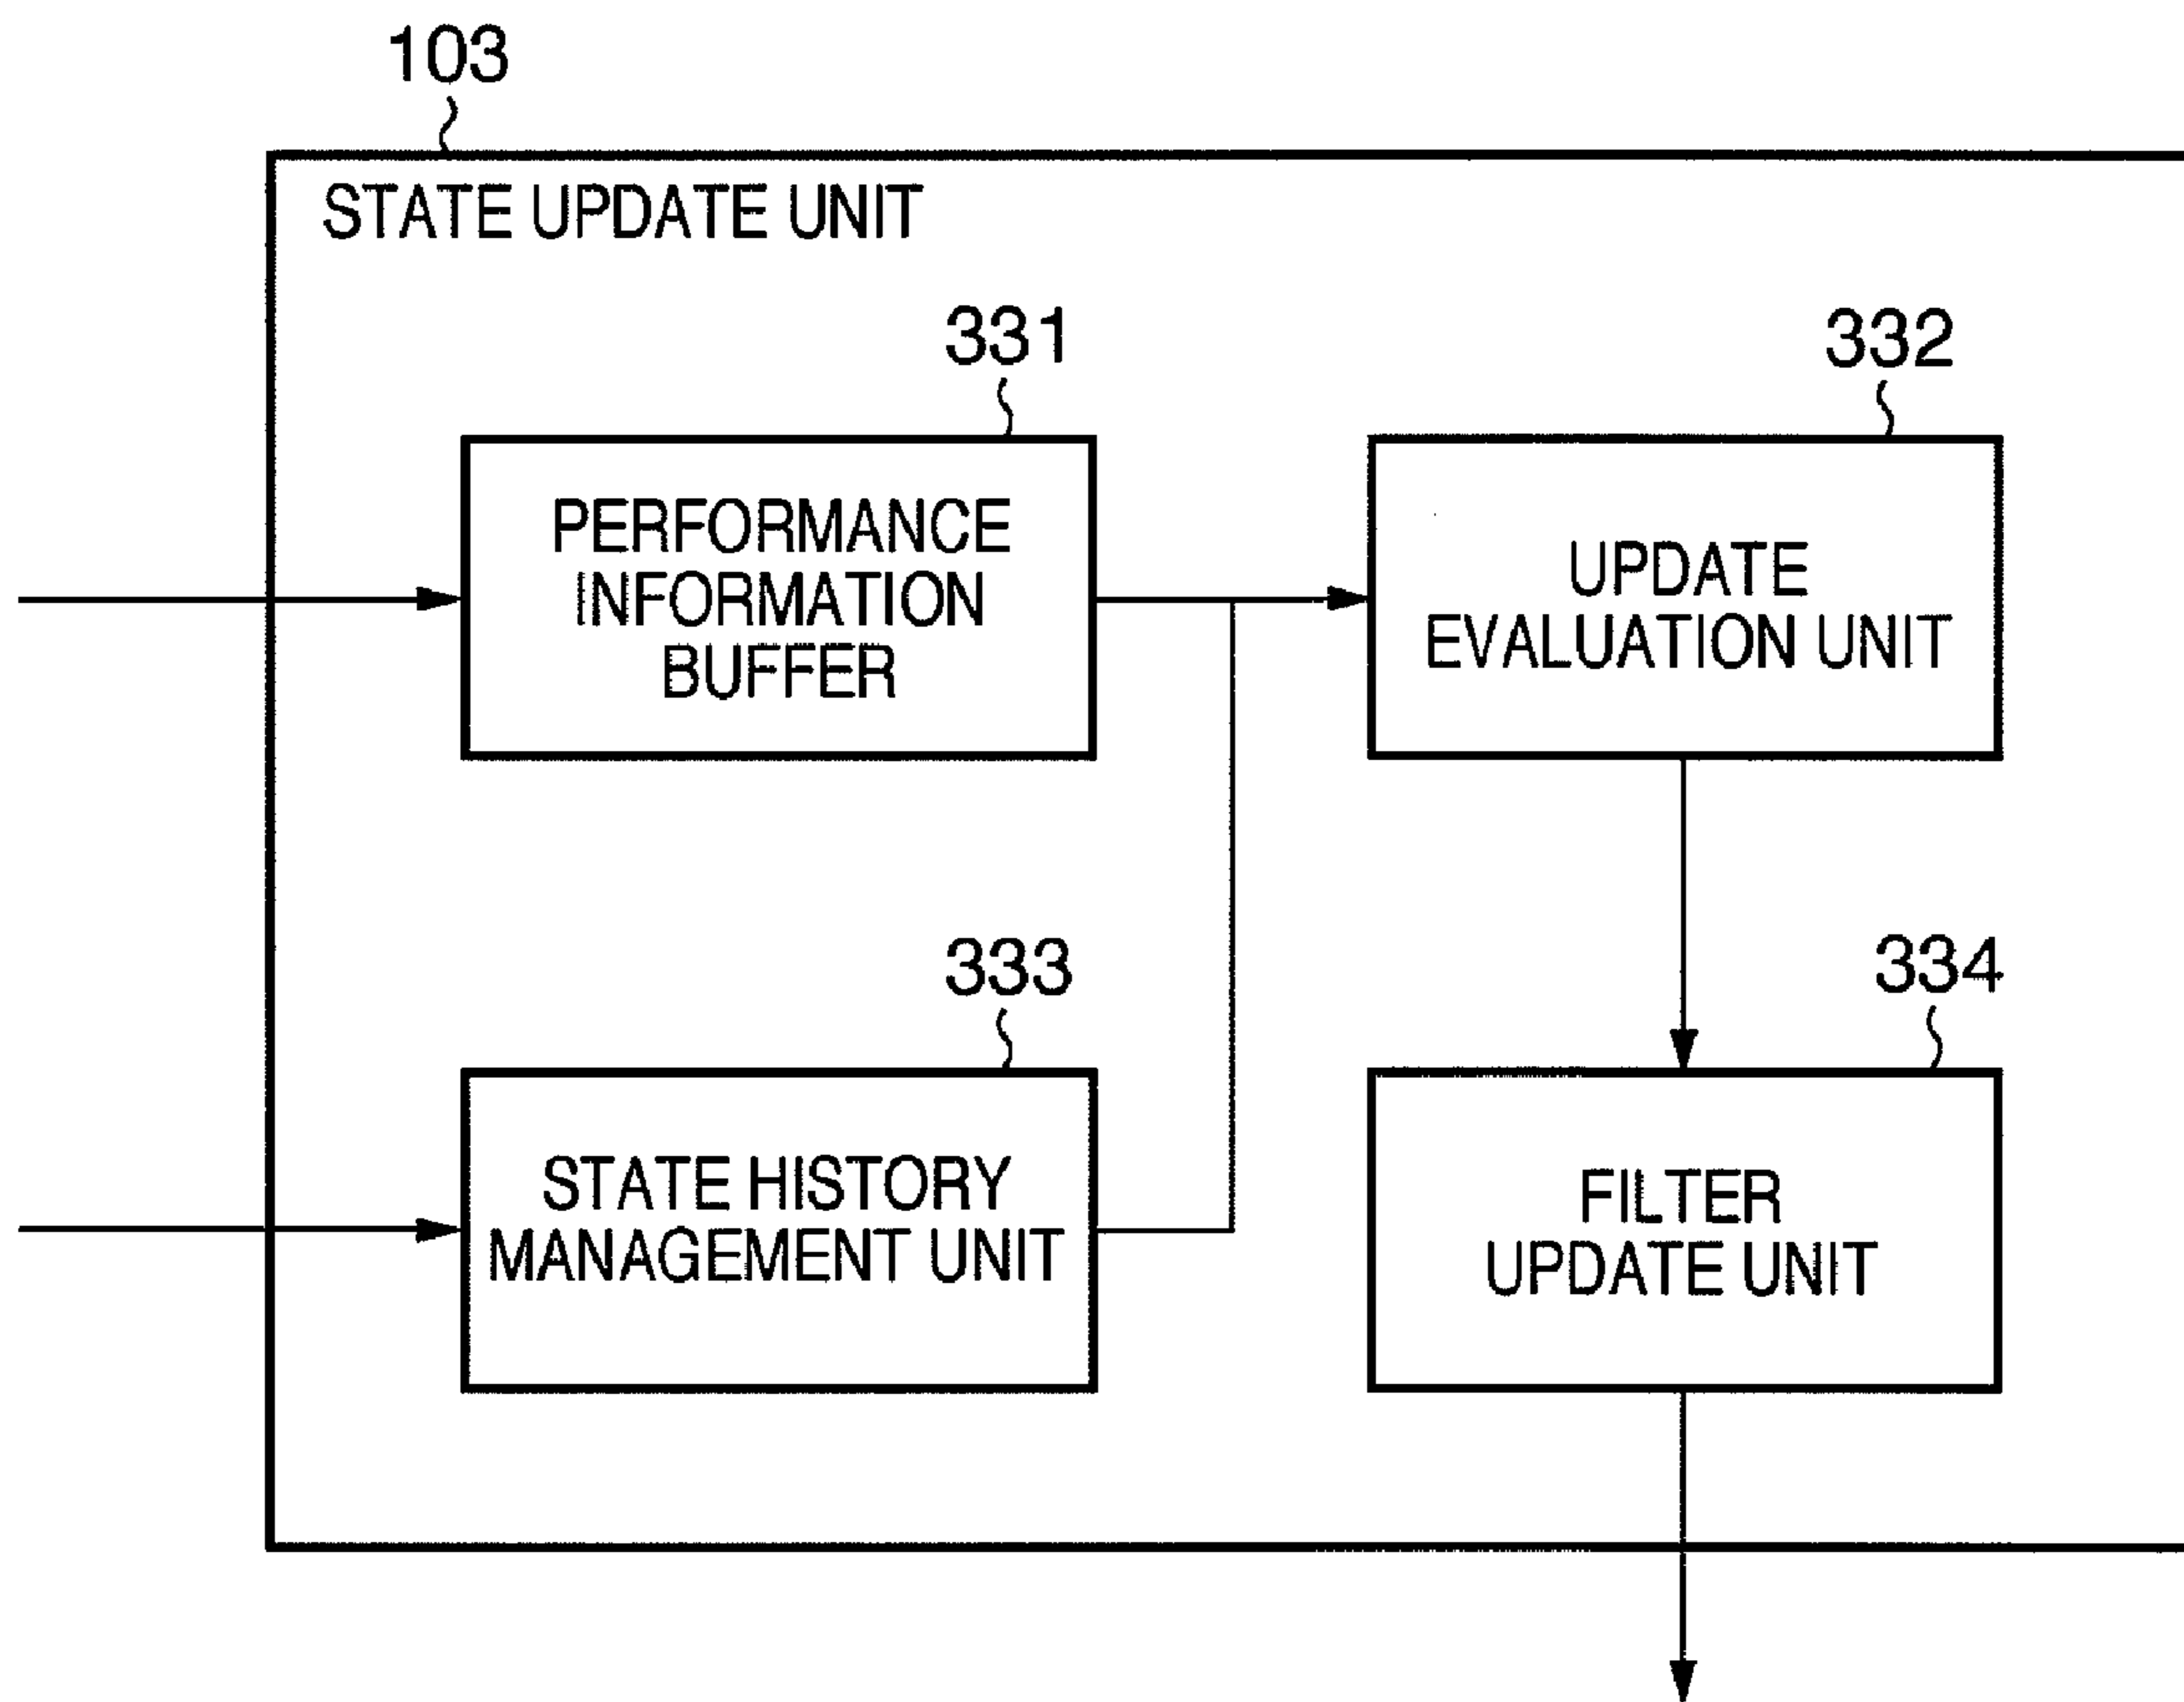 103
STATE UPDATE UNIT
331
332
PERFORMANCE
INFORMATION
BUFFER
UPDATE
EVALUATION UNIT
333
334
STATE HISTORY
MANAGEMENT UNIT
FILTER
UPDATE UNIT